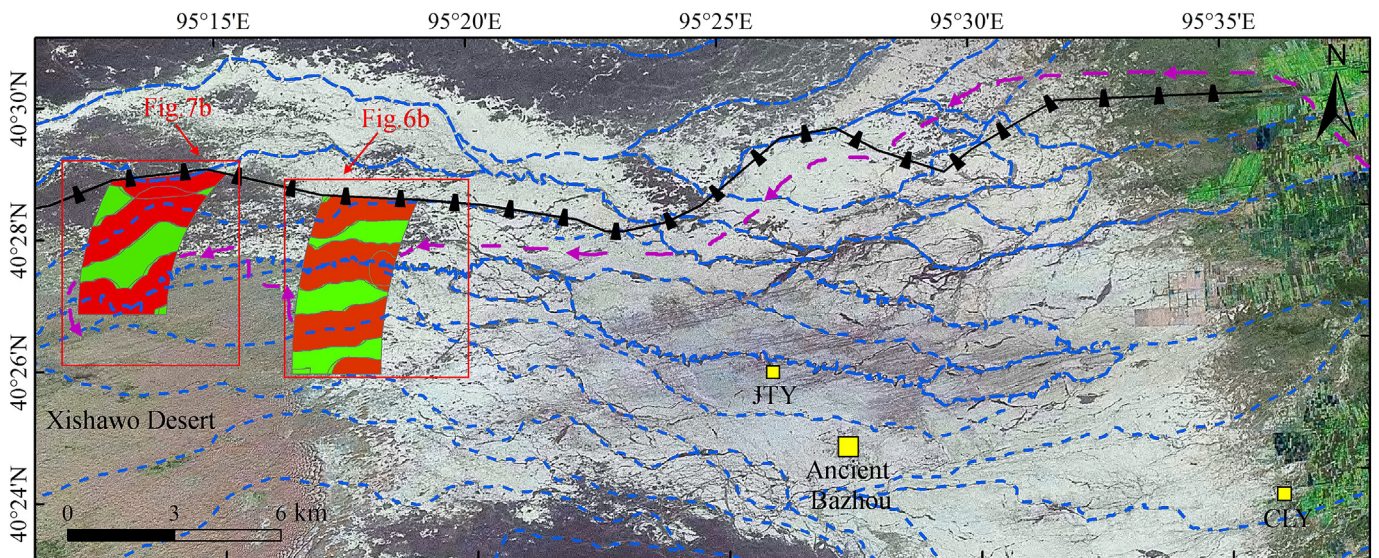 95°15'E 95°20'E 95°25'E 95°30'E 95°35'E
40°30'N
40°28'N
40°26'N
40°24'N
N
Fig.7b
Fig.6b
JTY
Xishawo Desert
Ancient
Bazhou
CLY
0 3 6 km